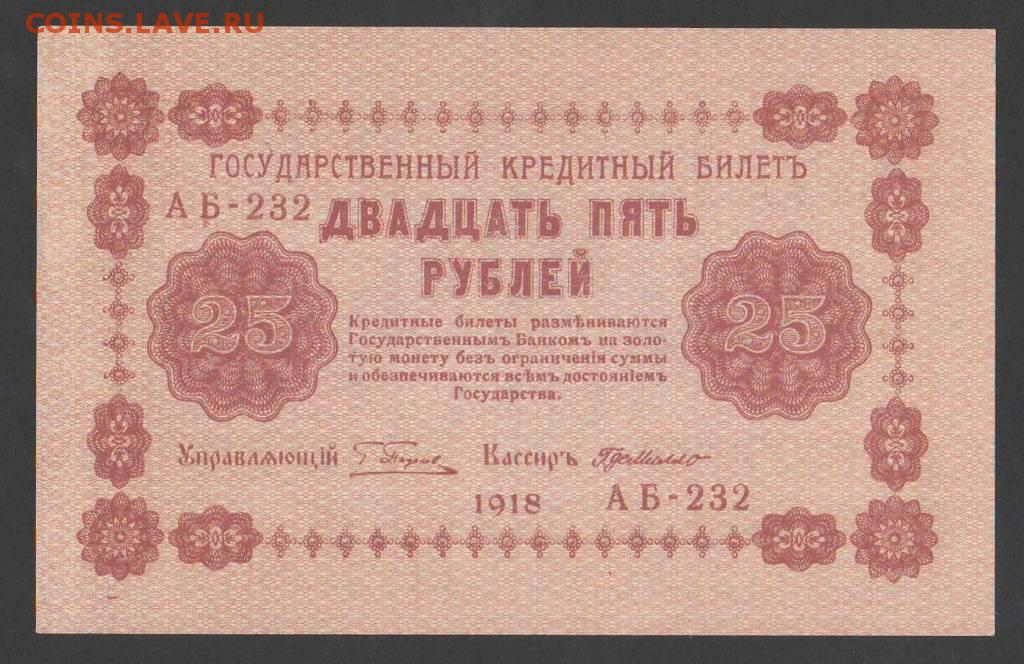 COINS.LAVE.RU
ГОСУДАРСТВЕННЫЙ КРЕДИТНЫЙ БИЛЕТЪ
АБ-232 ДВАДЦАТЬ ПЯТЬ
РУБЛЕЙ
25 25
Кредитные билеты размѣниваются
Государственнымъ Банкомъ на золо-
тую монету безъ ограниченія суммы
и обезпечиваются всѣмъ достояніемъ
Государства.
Управляющій Кассиръ
1918 АБ-232